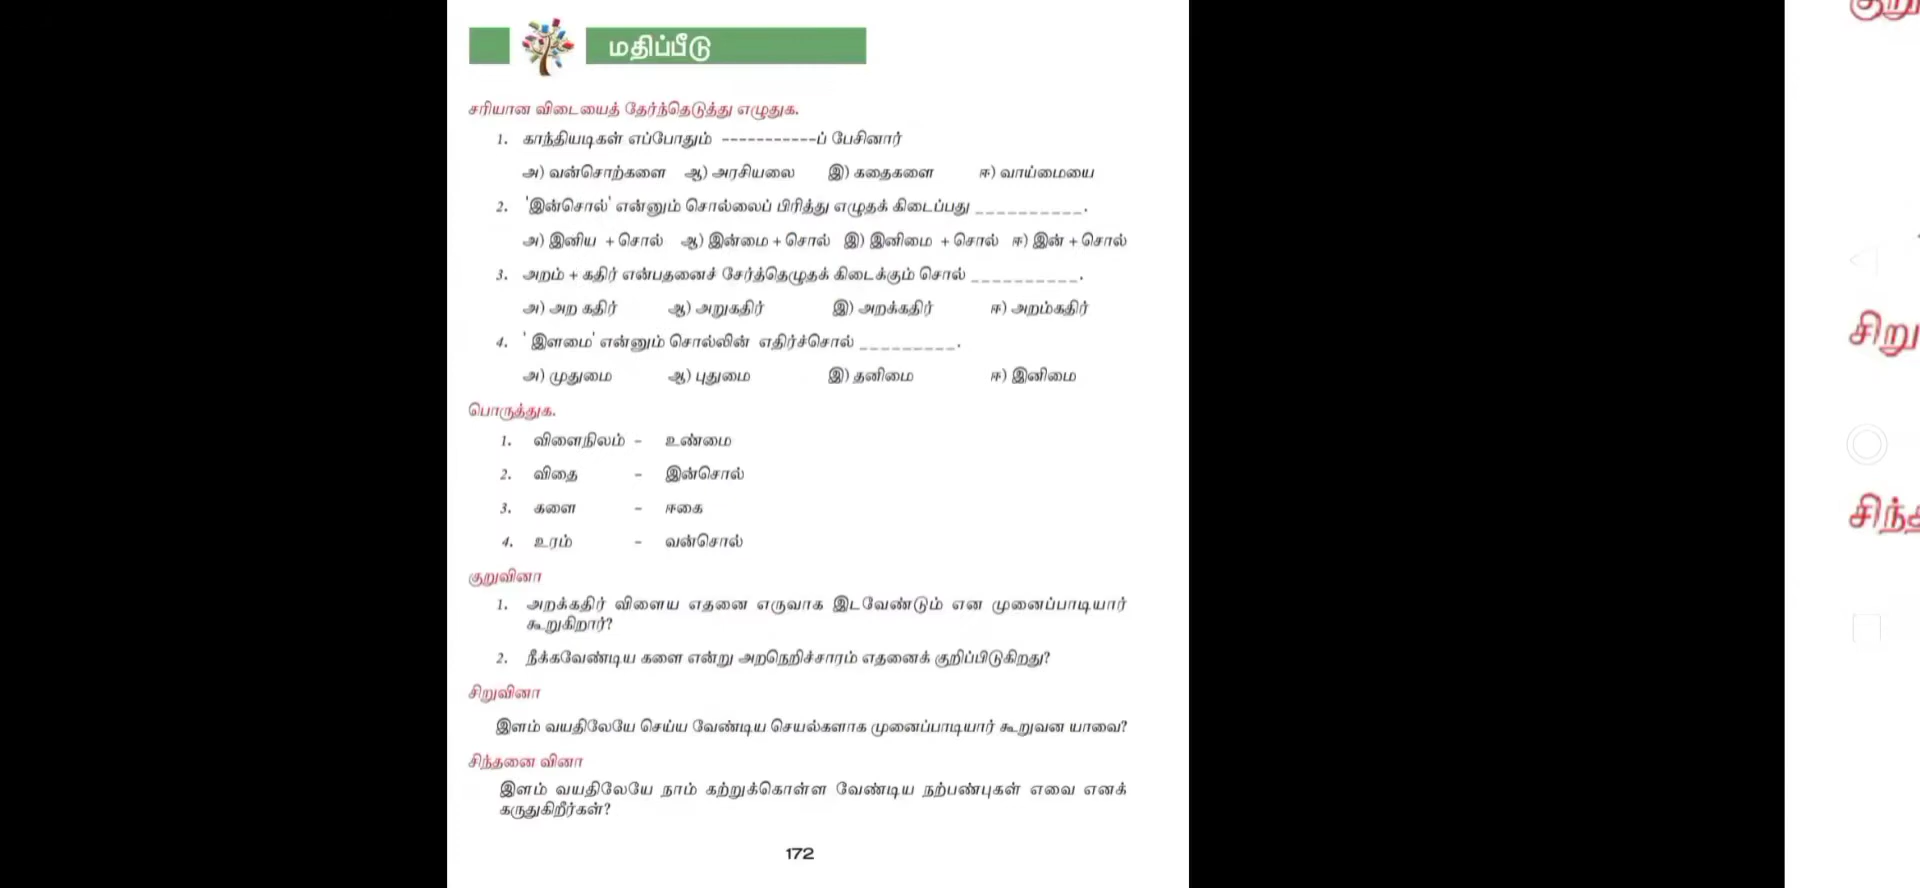 மதிப்பீடு
சரியான விடையைத் தேர்ந்தெடுத்து எழுதுக.
1. காந்தியடிகள் எப்போதும் -----------ப் பேசினார்
அ) வன்சொற்களை ஆ) அரசியலை இ) கதைகளை ஈ) வாய்மையை
2. 'இன்சொல்' என்னும் சொல்லைப் பிரித்து எழுதக் கிடைப்பது __________.
அ) இனிய + சொல் ஆ) இன்மை + சொல் இ) இனிமை + சொல் ஈ) இன் + சொல்
3. அறம் + கதிர் என்பதனைச் சேர்த்தெழுதக் கிடைக்கும் சொல் __________.
அ) அற கதிர் ஆ) அறுகதிர் இ) அறக்கதிர் ஈ) அறம்கதிர்
4. ' இளமை' என்னும் சொல்லின் எதிர்ச்சொல் _________.
அ) முதுமை ஆ) புதுமை இ) தனிமை ஈ) இனிமை
பொருத்துக.
1. விளைநிலம் - உண்மை
2. விதை - இன்சொல்
3. களை - ஈகை
4. உரம் - வன்சொல்
குறுவினா
1. அறக்கதிர் விளைய எதனை எருவாக இடவேண்டும் என முனைப்பாடியார்
கூறுகிறார்?
2. நீக்கவேண்டிய களை என்று அறநெறிச்சாரம் எதனைக் குறிப்பிடுகிறது?
சிறுவினா
இளம் வயதிலேயே செய்ய வேண்டிய செயல்களாக முனைப்பாடியார் கூறுவன யாவை?
சிந்தனை வினா
இளம் வயதிலேயே நாம் கற்றுக்கொள்ள வேண்டிய நற்பண்புகள் எவை எனக்
கருதுகிறீர்கள்?
172
சிறு